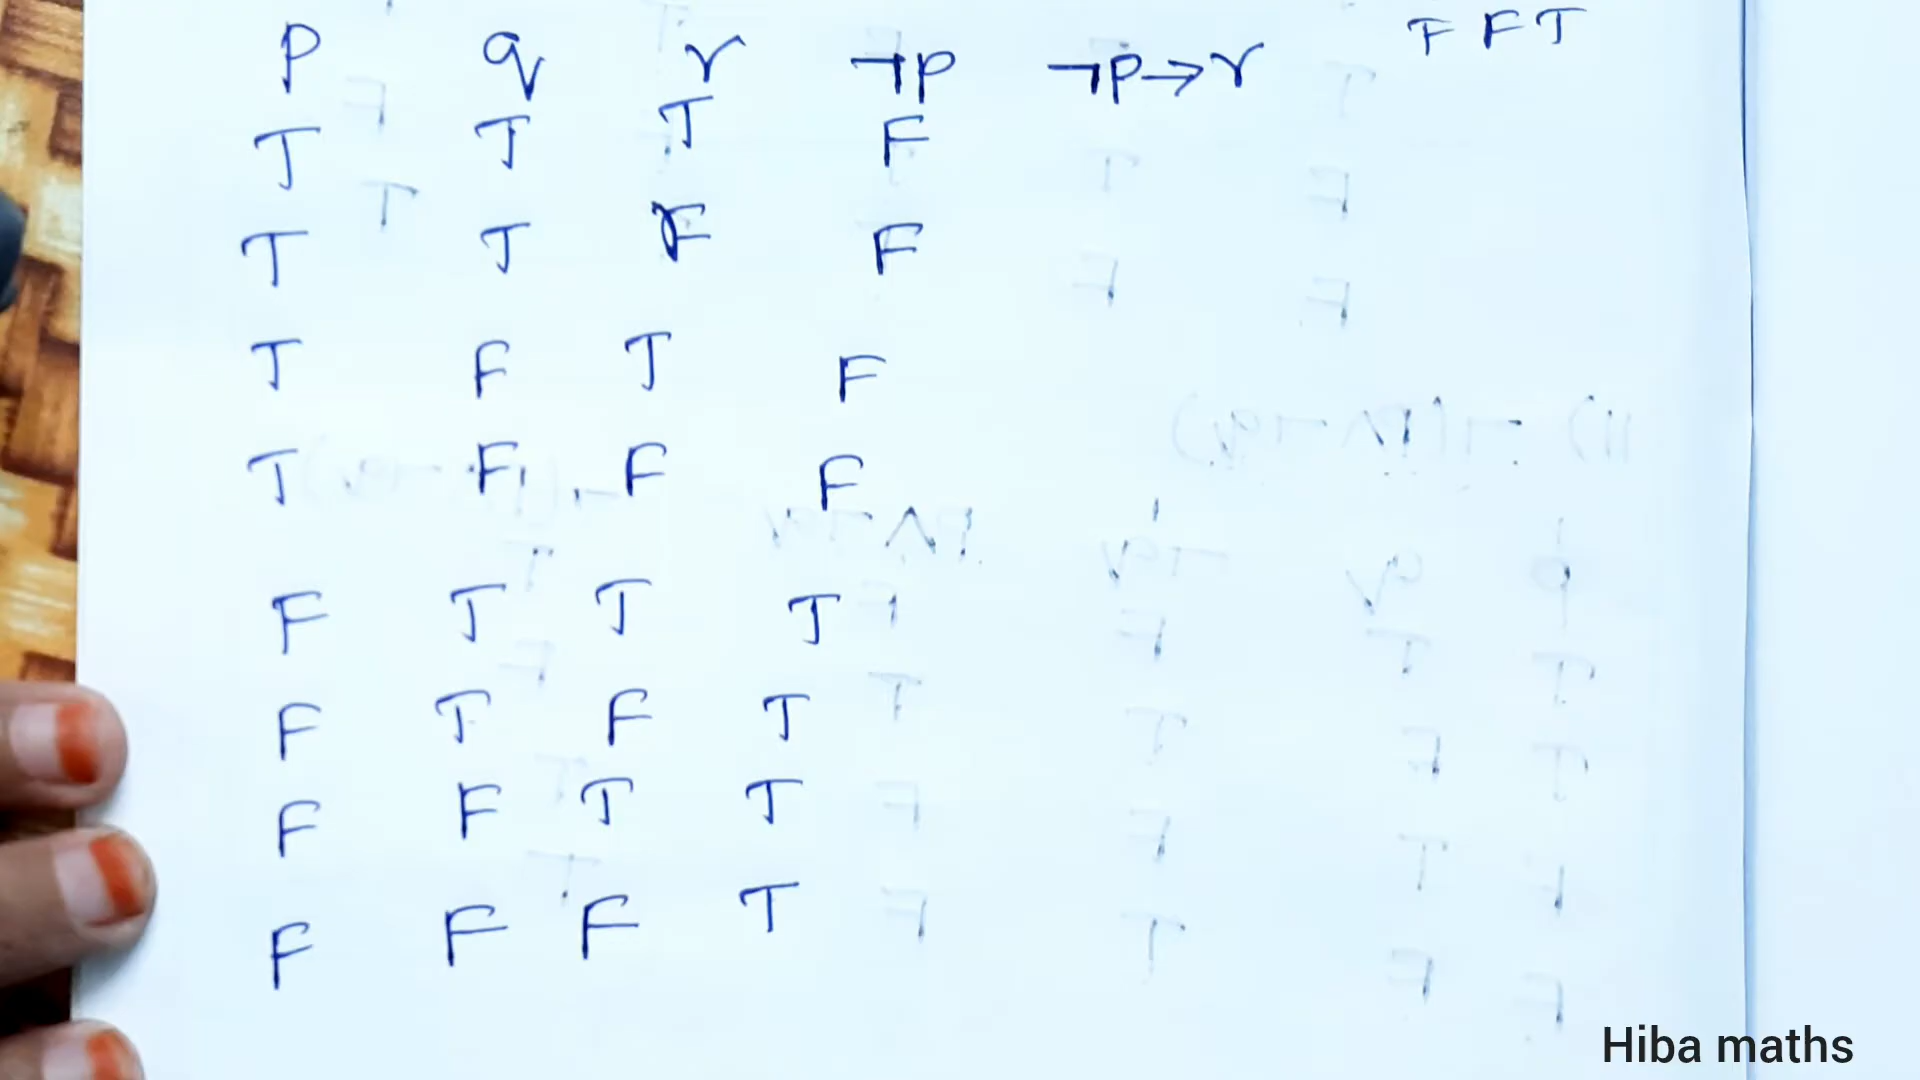 F F T
p q r ¬p ¬p→r
T T T F
T T F F
T F T F
T F F F
F T T T
F T F T
F F T T
F F F T
Hiba maths